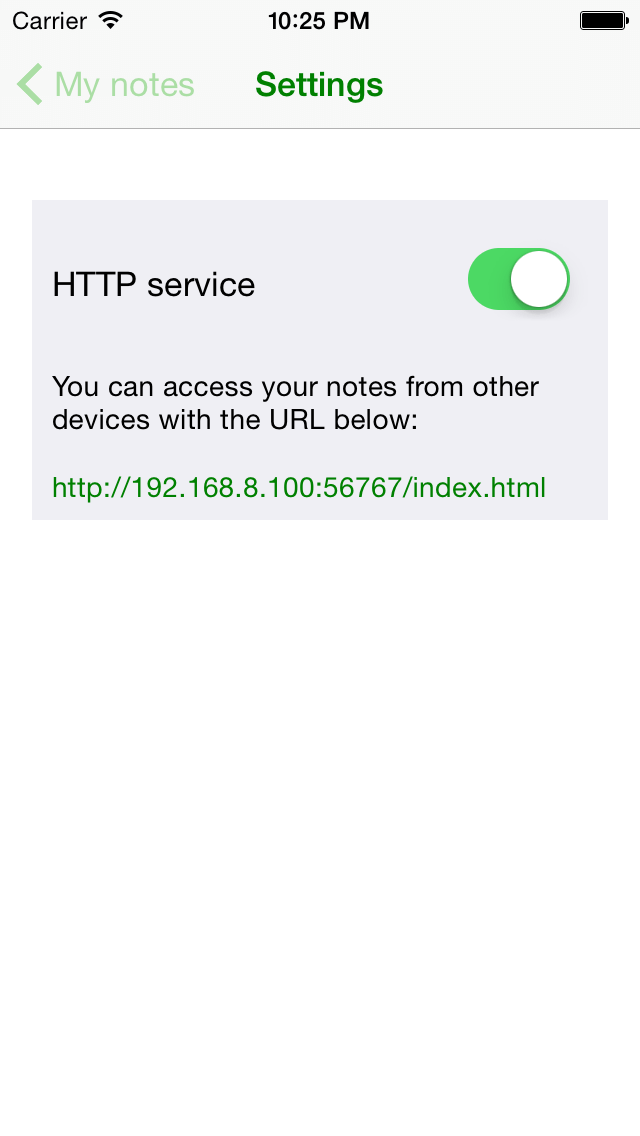 Carrier 10:25 PM
My notes Settings
HTTP service
You can access your notes from other
devices with the URL below:
http://192.168.8.100:56767/index.html